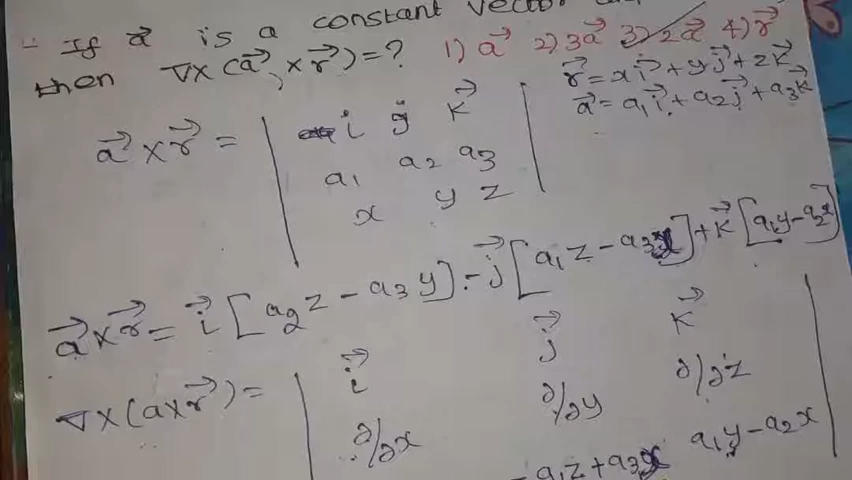 If a⃗ is a constant vector
then ∇×(a⃗ × r⃗)=? 1) a⃗ 2) 3a⃗ 3) 2a⃗ 4) r⃗
r⃗ = xi⃗ + yj⃗ + zk⃗
a⃗ = a₁i⃗ + a₂j⃗ + a₃k⃗
a⃗ × r⃗ = | i j k⃗ |
a₁ a₂ a₃
x y z
a⃗×r⃗ = i⃗ [a₂z − a₃y] − j⃗ [a₁z − a₃x] + k⃗ [a₁y − a₂x]
∇×(a×r⃗) = | i⃗ j⃗ k⃗ |
∂/∂x ∂/∂y ∂/∂z
−a₁z+a₃x a₁y−a₂x